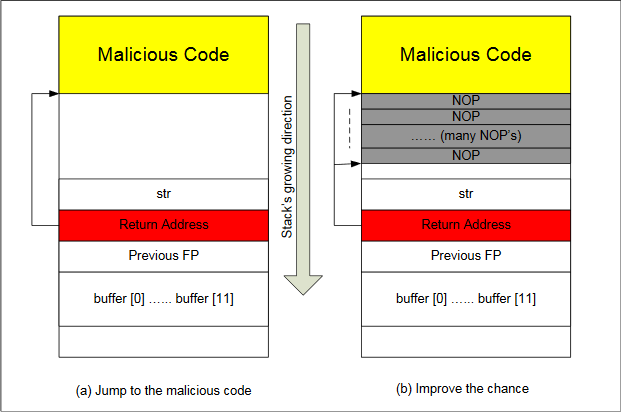 Malicious Code
str
Return Address
Previous FP
buffer [0] …... buffer [11]
(a) Jump to the malicious code
Stack's growing direction
Malicious Code
NOP
NOP
…... (many NOP's)
NOP
str
Return Address
Previous FP
buffer [0] …... buffer [11]
(b) Improve the chance